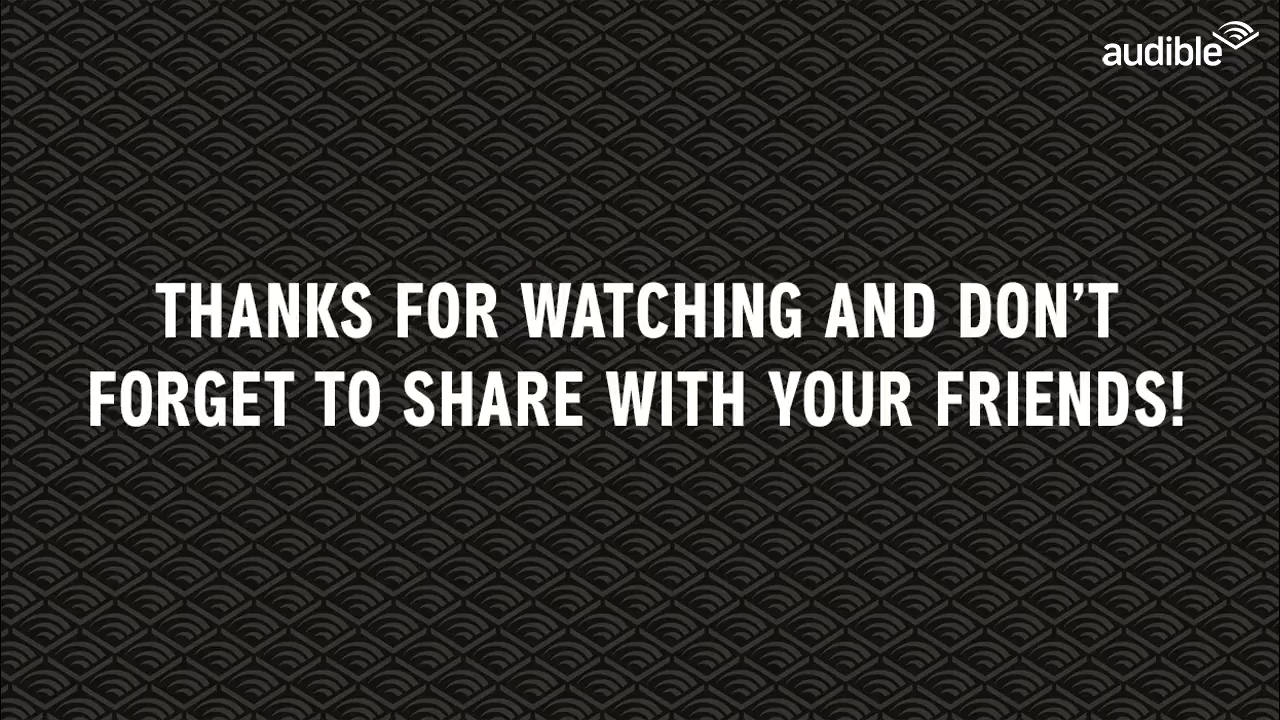 audible
THANKS FOR WATCHING AND DON’T
FORGET TO SHARE WITH YOUR FRIENDS!